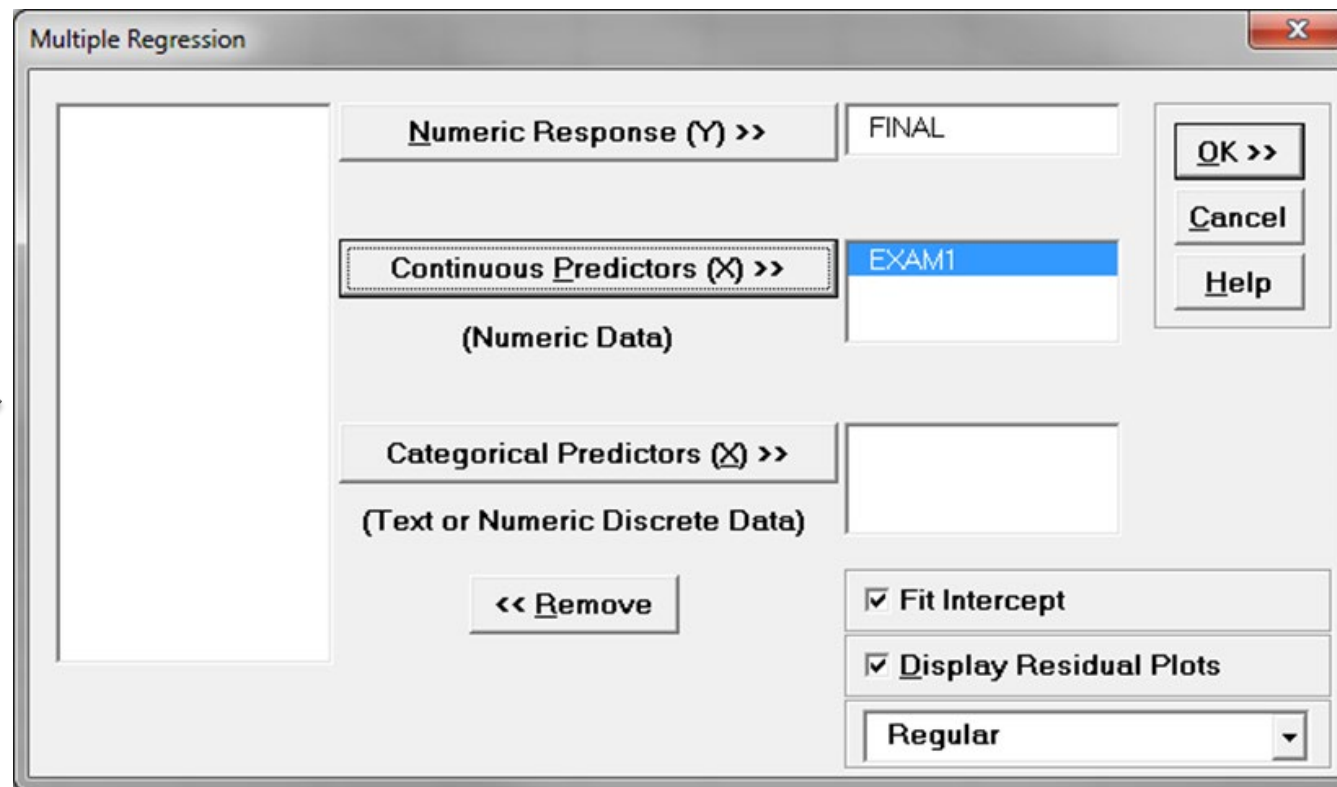 Multiple Regression
Numeric Response (Y) >>
FINAL
OK >>
Cancel
Continuous Predictors (X) >>
EXAM1
Help
(Numeric Data)
Categorical Predictors (X) >>
(Text or Numeric Discrete Data)
<< Remove
Fit Intercept
Display Residual Plots
Regular